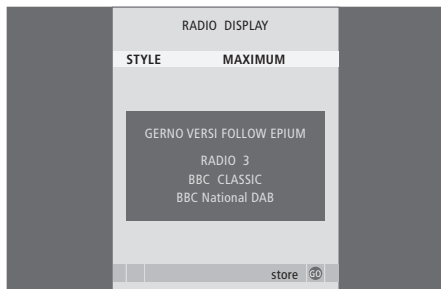 RADIO DISPLAY
STYLE MAXIMUM
GERNO VERSI FOLLOW EPIUM
RADIO 3
BBC CLASSIC
BBC National DAB
store GO